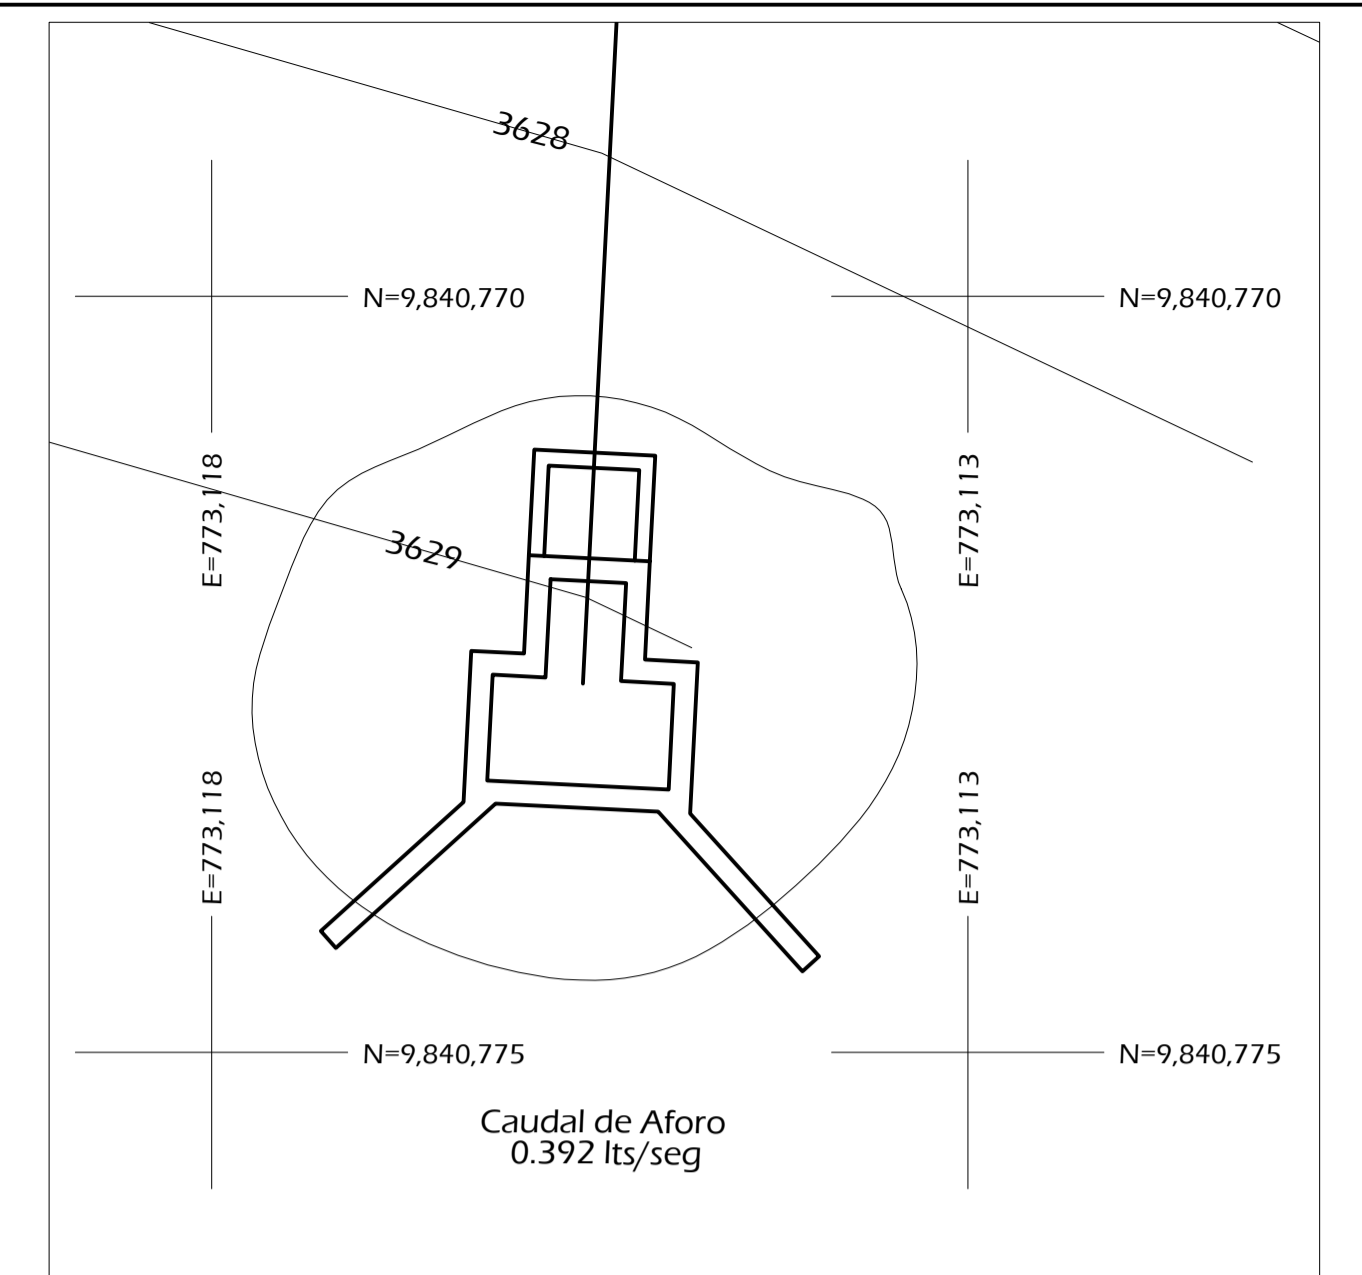 3628
N=9,840,770
N=9,840,770
E=773,118
E=773,113
3629
E=773,118
E=773,113
N=9,840,775
N=9,840,775
Caudal de Aforo
0.392 lts/seg